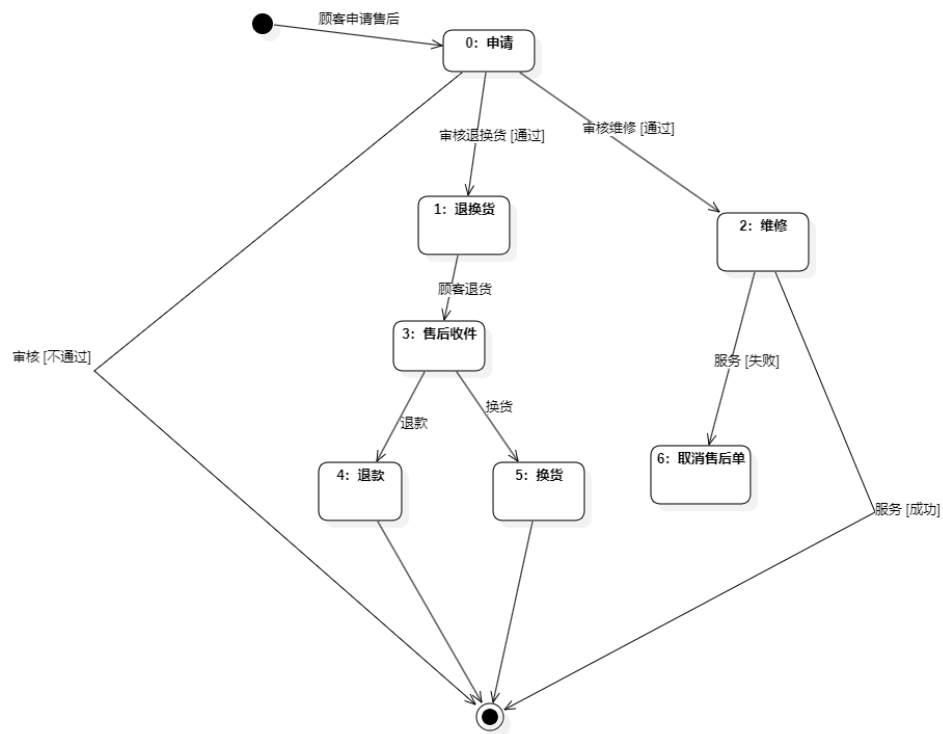 顾客申请售后
0：申请
审核退换货 [通过]
审核维修 [通过]
1：退换货
2：维修
顾客退货
3：售后收件
审核 [不通过]
服务 [失败]
退款
换货
4：退款
5：换货
6：取消售后单
服务 [成功]